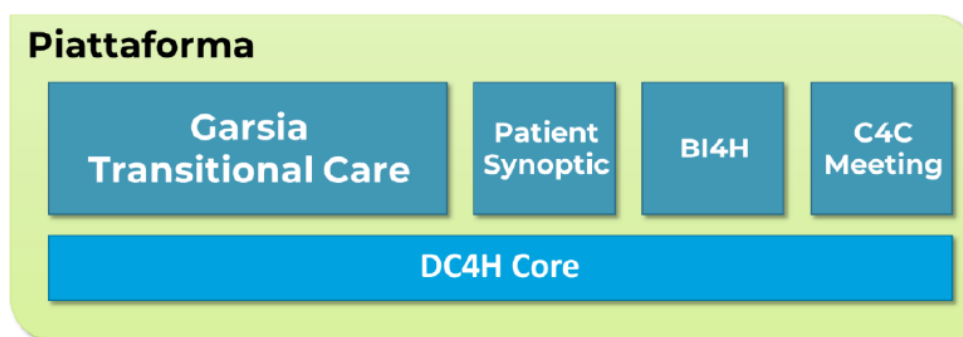 Piattaforma
Garsia
Transitional Care
Patient
Synoptic
BI4H
C4C
Meeting
DC4H Core